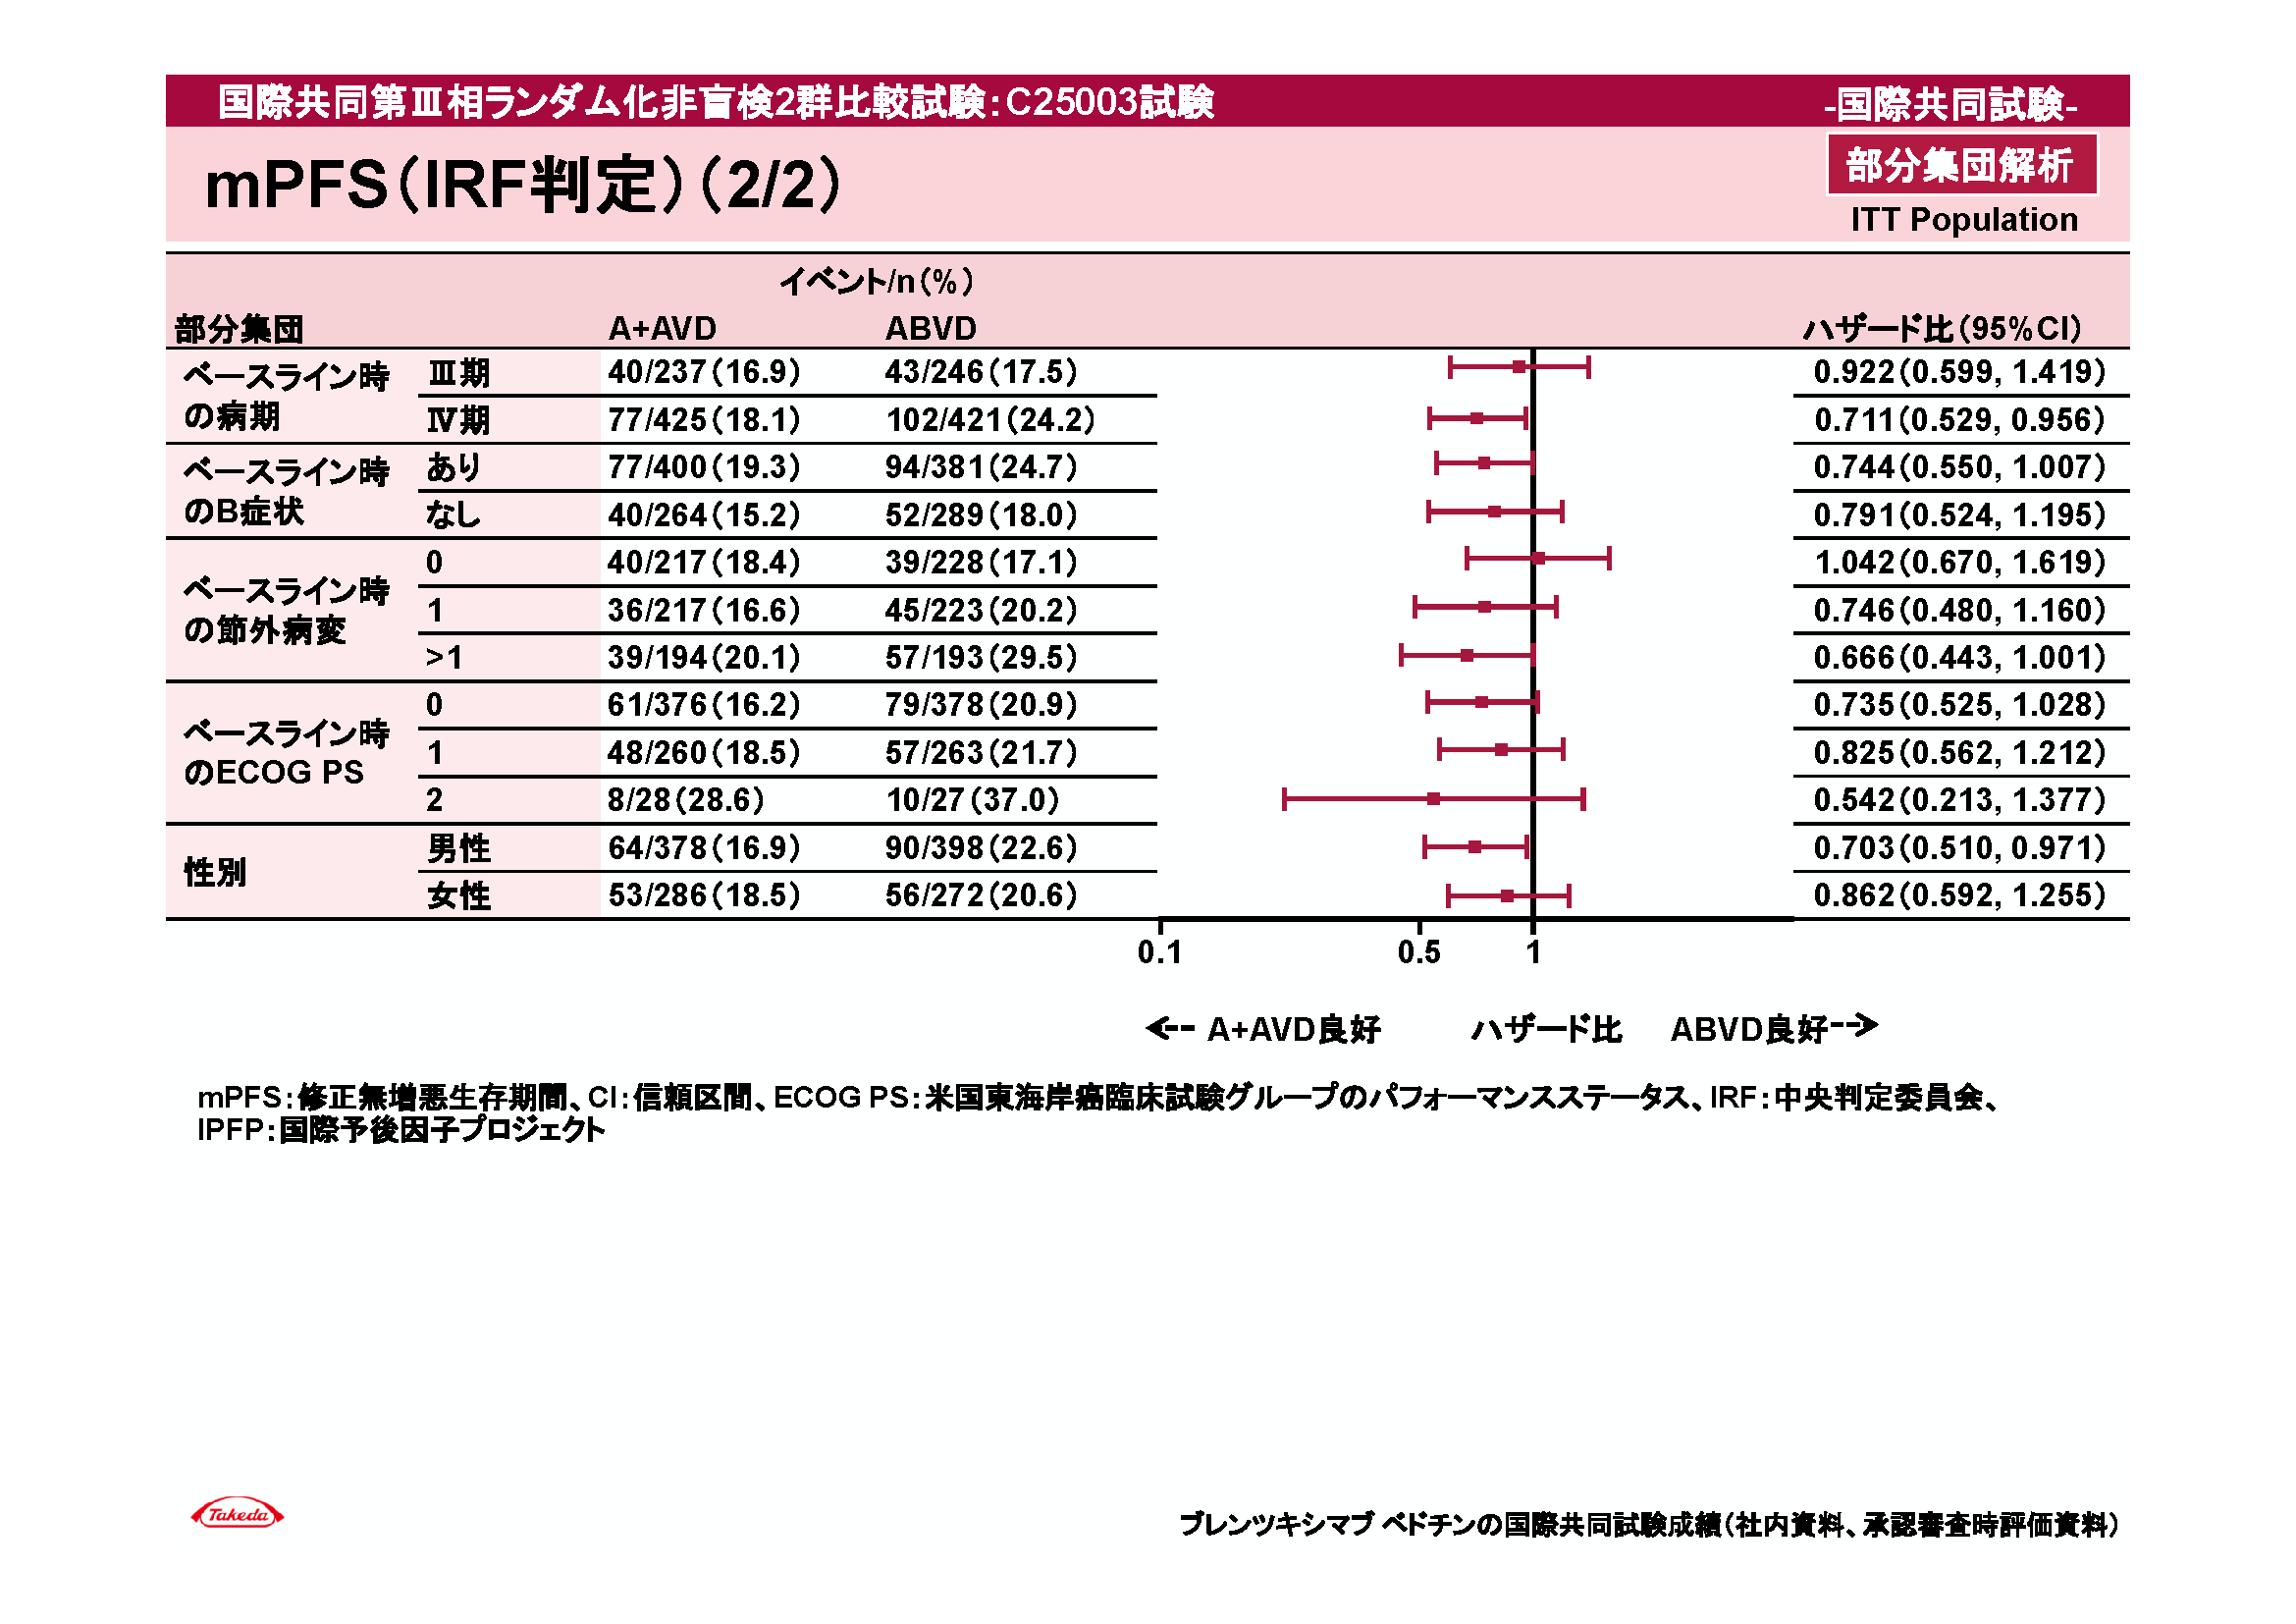 国際共同第Ⅲ相ランダム化非盲検2群比較試験：C25003試験
-国際共同試験-
mPFS（IRF判定）（2/2）
部分集団解析
ITT Population
イベント/n（%）
部分集団 A+AVD ABVD ハザード比（95%CI）
ベースライン時の病期
Ⅲ期 40/237（16.9） 43/246（17.5） 0.922（0.599, 1.419）
Ⅳ期 77/425（18.1） 102/421（24.2） 0.711（0.529, 0.956）
ベースライン時のB症状
あり 77/400（19.3） 94/381（24.7） 0.744（0.550, 1.007）
なし 40/264（15.2） 52/289（18.0） 0.791（0.524, 1.195）
ベースライン時の節外病変
0 40/217（18.4） 39/228（17.1） 1.042（0.670, 1.619）
1 36/217（16.6） 45/223（20.2） 0.746（0.480, 1.160）
>1 39/194（20.1） 57/193（29.5） 0.666（0.443, 1.001）
ベースライン時のECOG PS
0 61/376（16.2） 79/378（20.9） 0.735（0.525, 1.028）
1 48/260（18.5） 57/263（21.7） 0.825（0.562, 1.212）
2 8/28（28.6） 10/27（37.0） 0.542（0.213, 1.377）
性別
男性 64/378（16.9） 90/398（22.6） 0.703（0.510, 0.971）
女性 53/286（18.5） 56/272（20.6） 0.862（0.592, 1.255）
0.1 0.5 1
A+AVD良好 ハザード比 ABVD良好
mPFS：修正無増悪生存期間、CI：信頼区間、ECOG PS：米国東海岸癌臨床試験グループのパフォーマンスステータス、IRF：中央判定委員会、
IPFP：国際予後因子プロジェクト
Takeda
ブレンツキシマブ ベドチンの国際共同試験成績（社内資料、承認審査時評価資料）